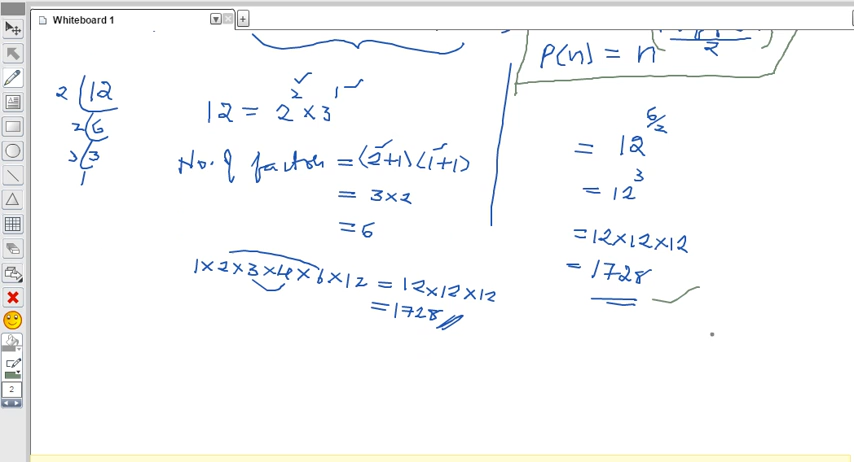 Whiteboard 1
P(n) = n
2
2 12
2 6
3 3
1
12 = 2² × 3¹
No. of factors = (2+1) (1+1)
= 3×2
= 6
1×2×3×4×6×12 = 12×12×12
= 1728
= 12^6/2
= 12³
= 12×12×12
= 1728
2